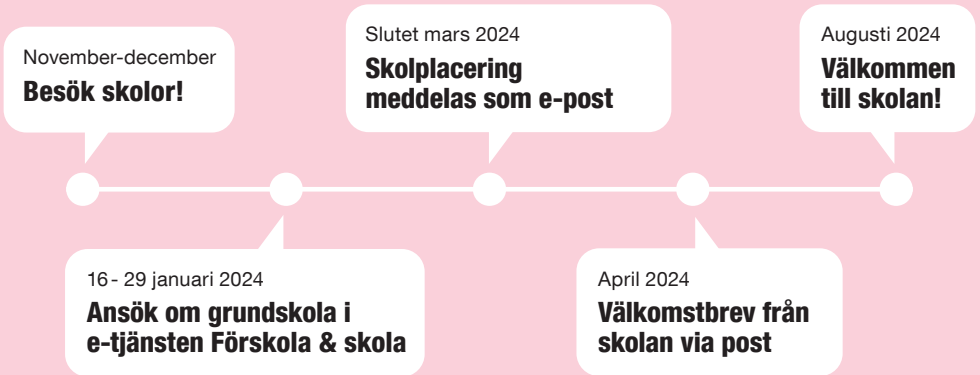 November-december
Besök skolor!
16 - 29 januari 2024
Ansök om grundskola i
e-tjänsten Förskola & skola
Slutet mars 2024
Skolplacering
meddelas som e-post
April 2024
Välkomstbrev från
skolan via post
Augusti 2024
Välkommen
till skolan!